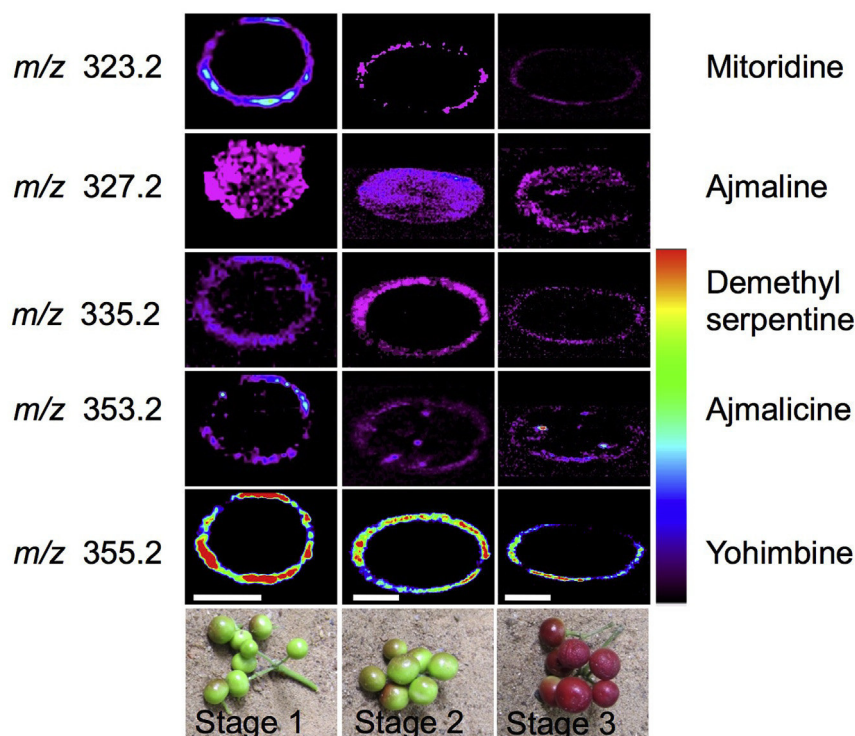 m/z 323.2 Mitoridine
m/z 327.2 Ajmaline
m/z 335.2 Demethyl
serpentine
m/z 353.2 Ajmalicine
m/z 355.2 Yohimbine
Stage 1 Stage 2 Stage 3